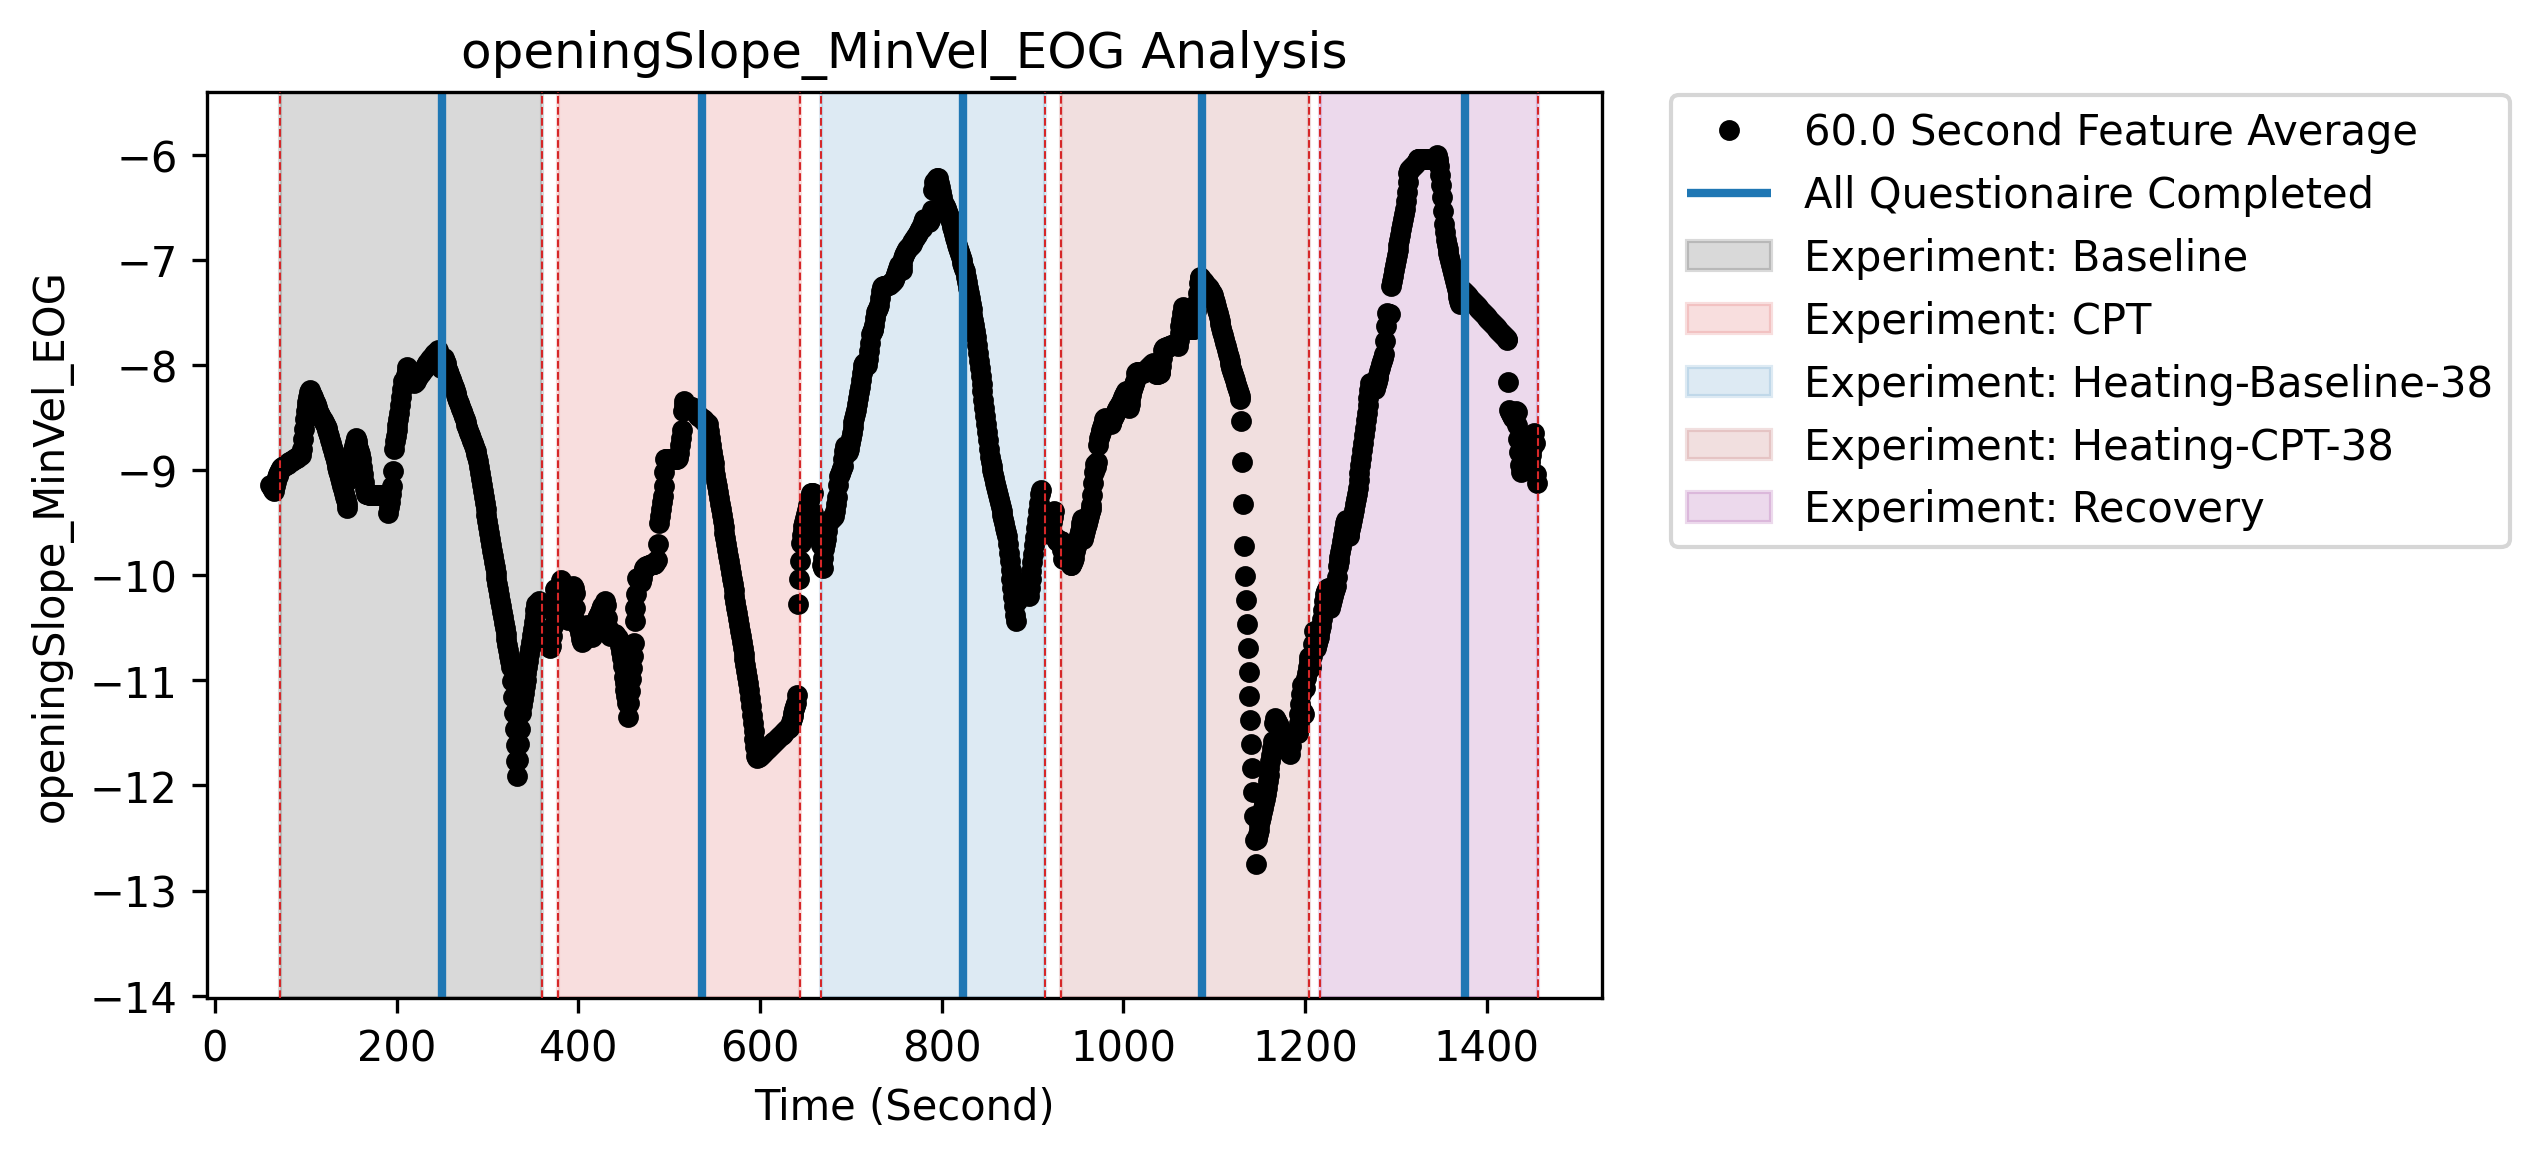 openingSlope_MinVel_EOG Analysis
openingSlope_MinVel_EOG
−6
−7
−8
−9
−10
−11
−12
−13
−14
0 200 400 600 800 1000 1200 1400
Time (Second)
60.0 Second Feature Average
All Questionaire Completed
Experiment: Baseline
Experiment: CPT
Experiment: Heating-Baseline-38
Experiment: Heating-CPT-38
Experiment: Recovery